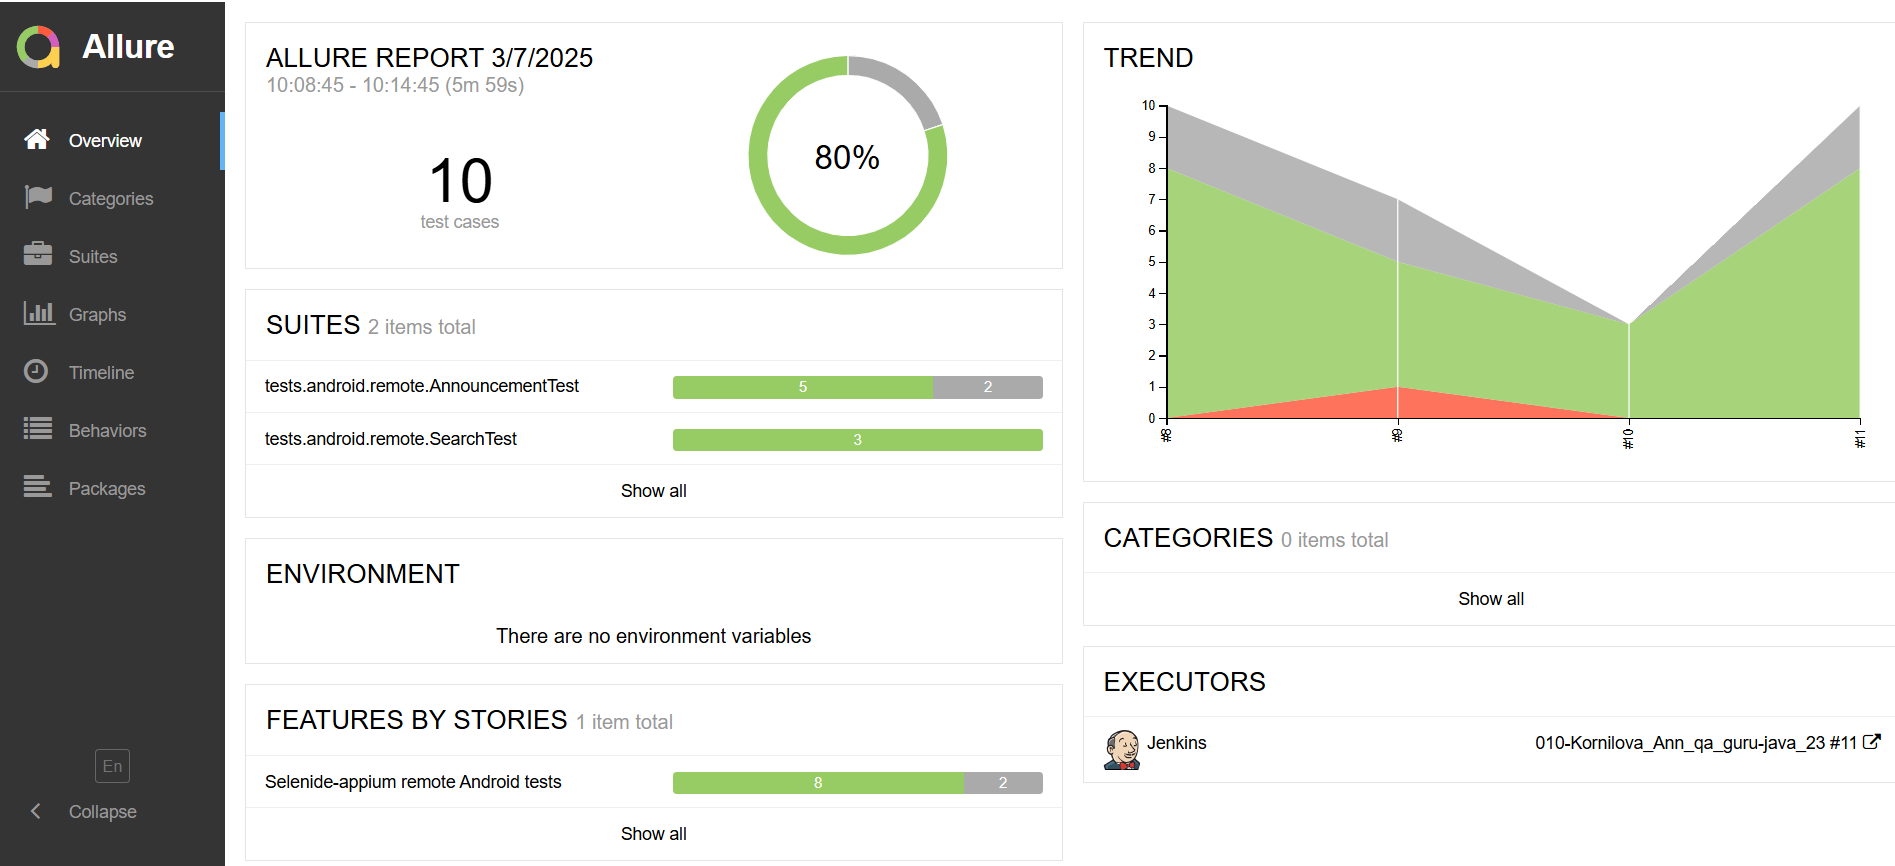 Allure
Overview
Categories
Suites
Graphs
Timeline
Behaviors
Packages
En
Collapse
ALLURE REPORT 3/7/2025
10:08:45 - 10:14:45 (5m 59s)
10
test cases
80%
SUITES 2 items total
tests.android.remote.AnnouncementTest 5 2
tests.android.remote.SearchTest 3
Show all
ENVIRONMENT
There are no environment variables
FEATURES BY STORIES 1 item total
Selenide-appium remote Android tests 8 2
Show all
TREND
10
9
8
7
6
5
4
3
2
1
0
#8 #9 #10 #11
CATEGORIES 0 items total
Show all
EXECUTORS
Jenkins 010-Kornilova_Ann_qa_guru-java_23 #11